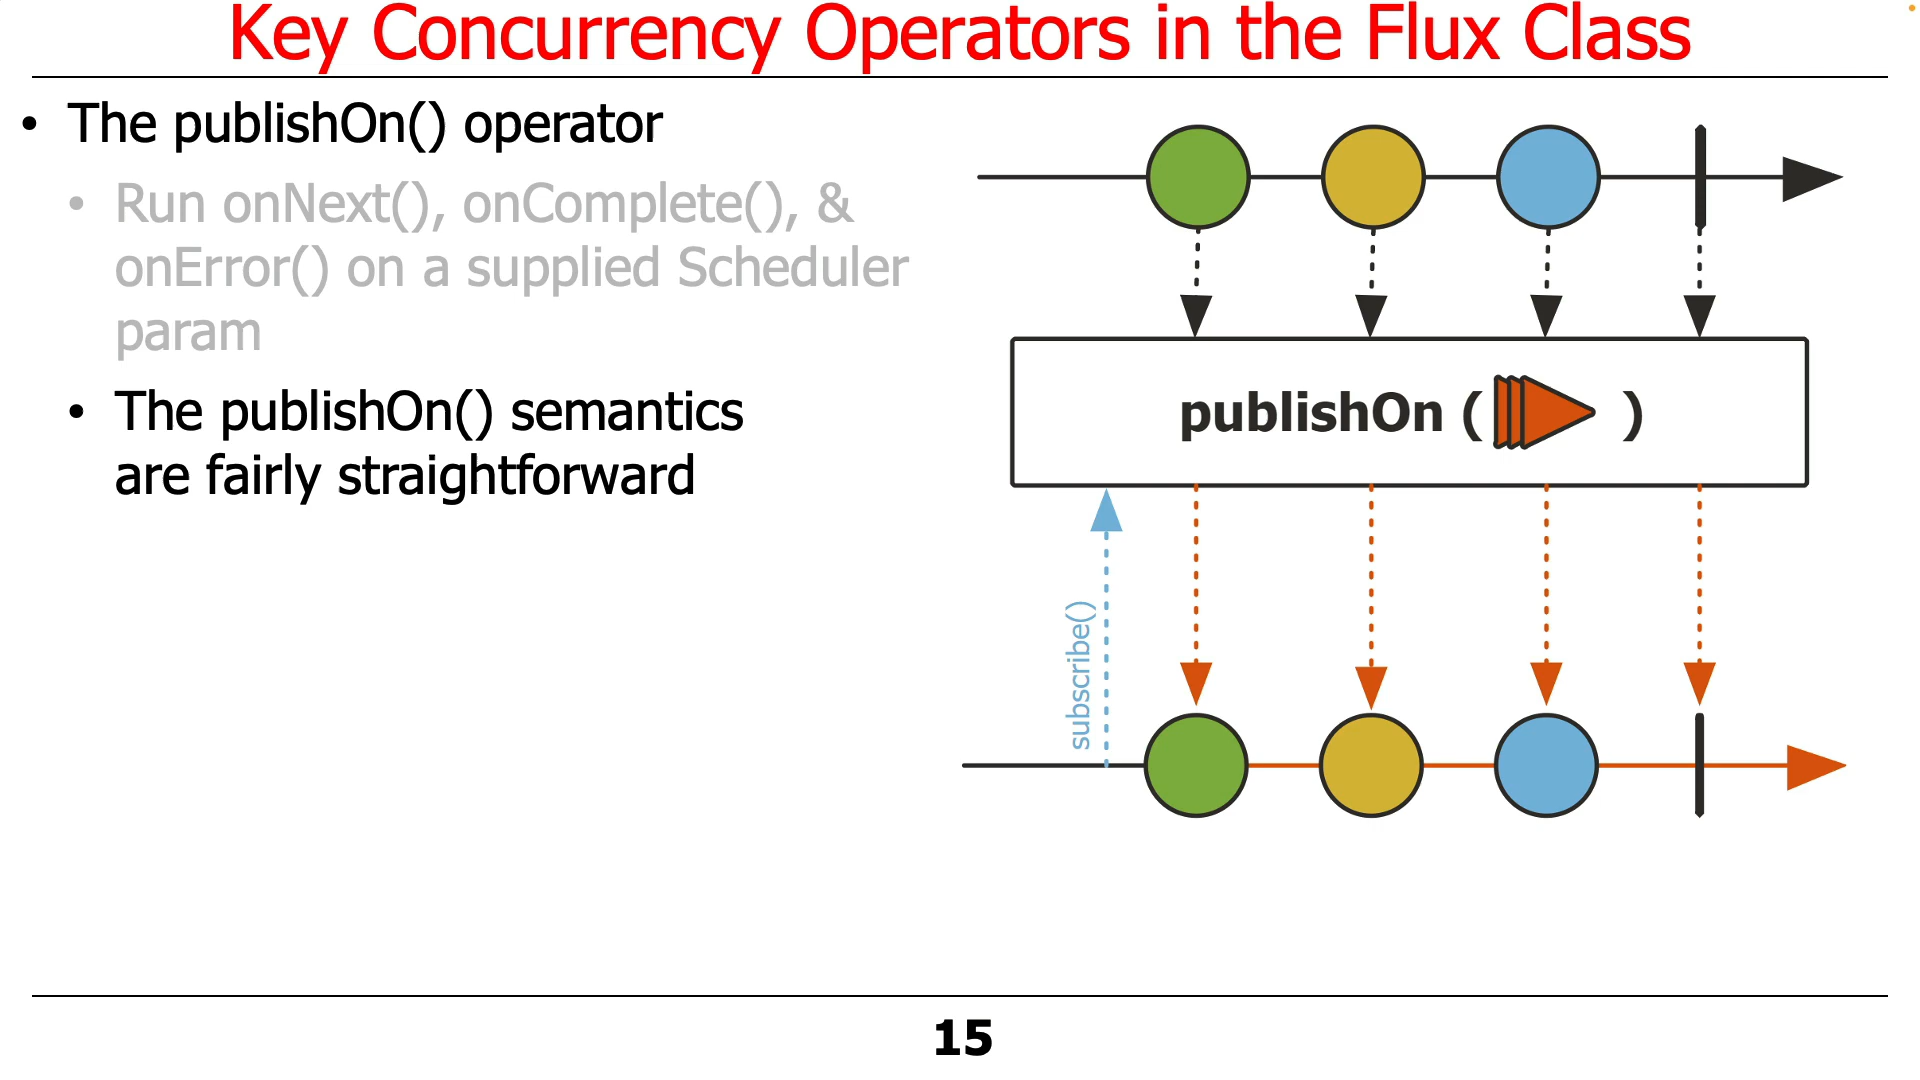 Key Concurrency Operators in the Flux Class
• The publishOn() operator
• Run onNext(), onComplete(), &
onError() on a supplied Scheduler
param
• The publishOn() semantics
are fairly straightforward
publishOn ( )
subscribe()
15